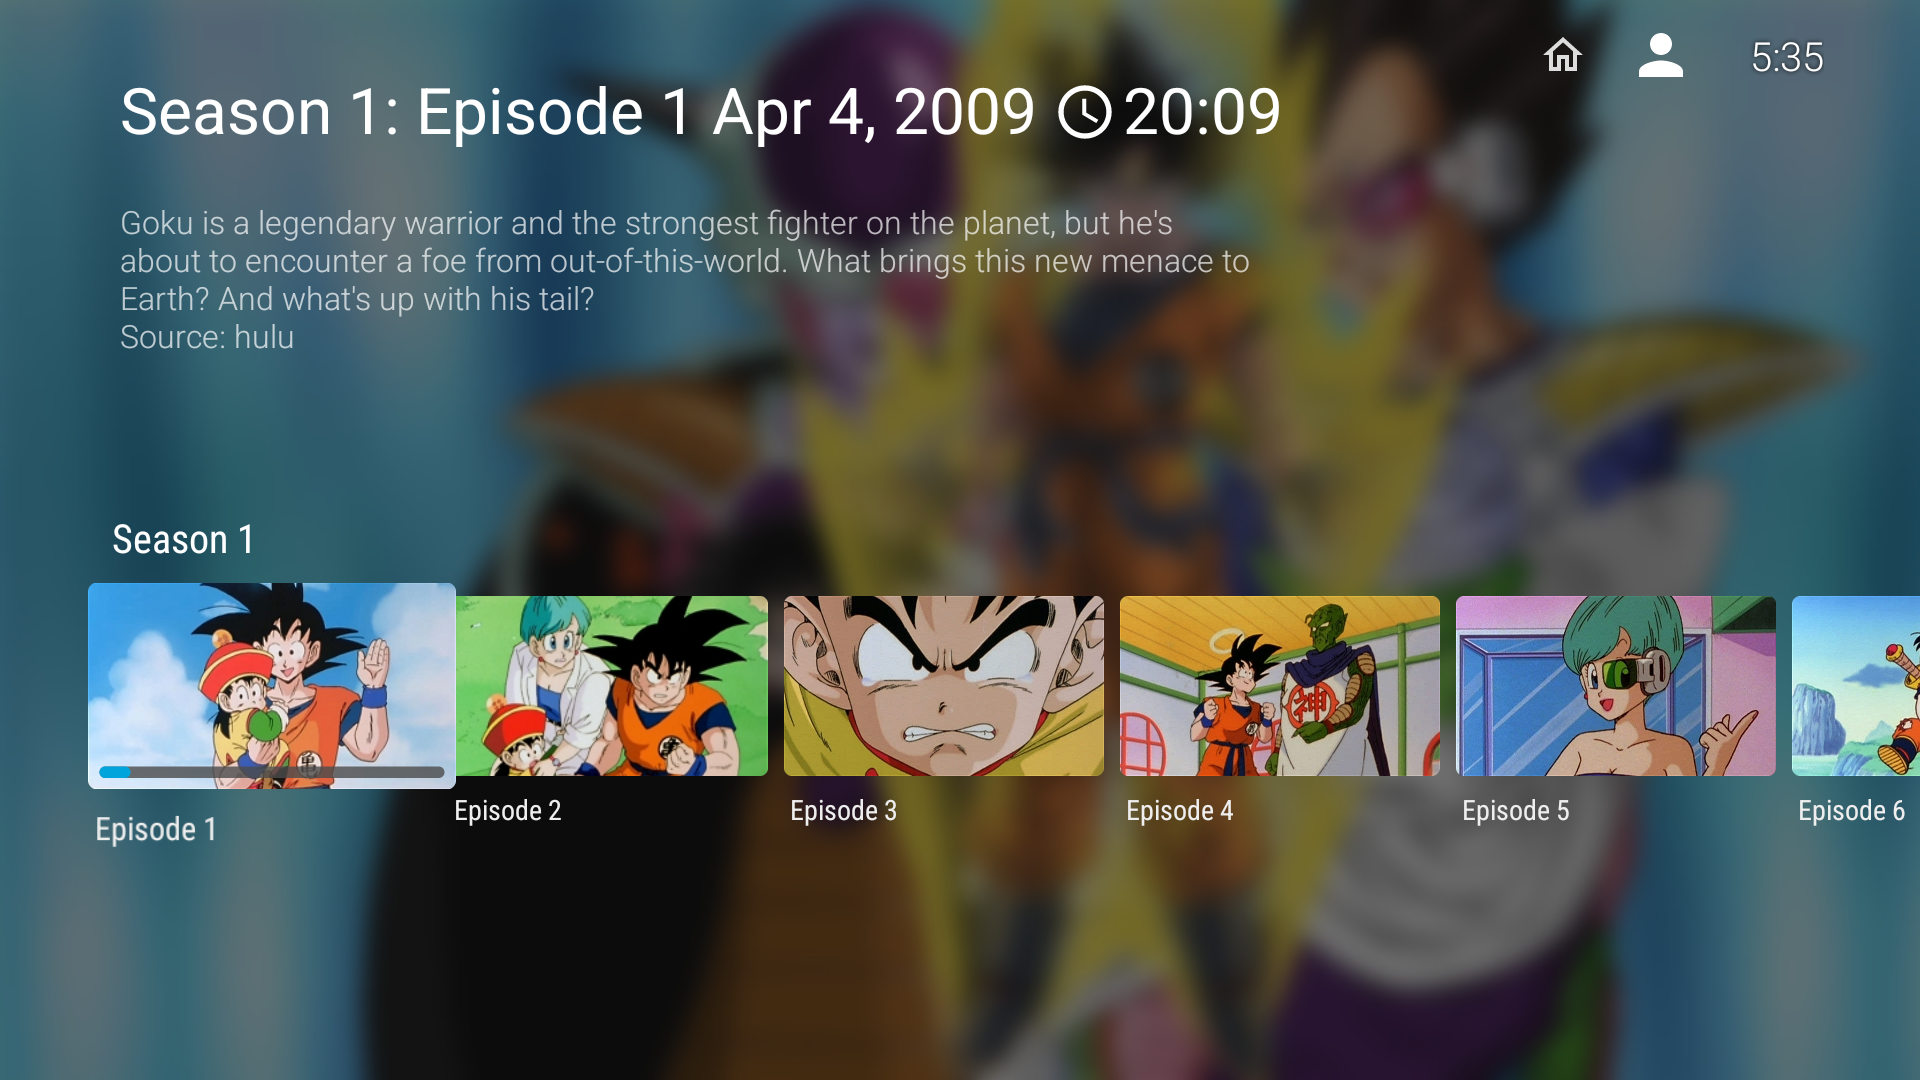 5:35
Season 1: Episode 1 Apr 4, 2009 20:09
Goku is a legendary warrior and the strongest fighter on the planet, but he's
about to encounter a foe from out-of-this-world. What brings this new menace to
Earth? And what's up with his tail?
Source: hulu
Season 1
亀
神
Episode 1
Episode 2
Episode 3
Episode 4
Episode 5
Episode 6